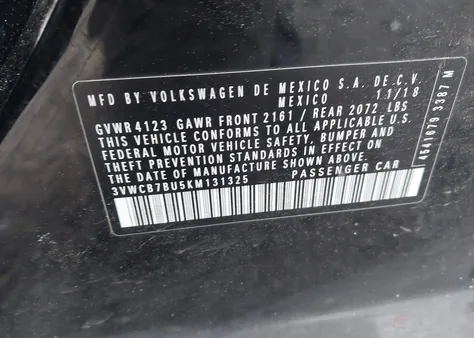 MFD BY VOLKSWAGEN DE MEXICO S.A. DE C.V.
MEXICO 11/18
GVWR 4123 GAWR FRONT 2161 / REAR 2072 LBS
THIS VEHICLE CONFORMS TO ALL APPLICABLE U.S.
FEDERAL MOTOR VEHICLE SAFETY, BUMPER AND
THEFT PREVENTION STANDARDS IN EFFECT ON
THE DATE OF MANUFACTURE SHOWN ABOVE.
3VWCB7BU5KM131325 PASSENGER CAR
4541679 3387 M